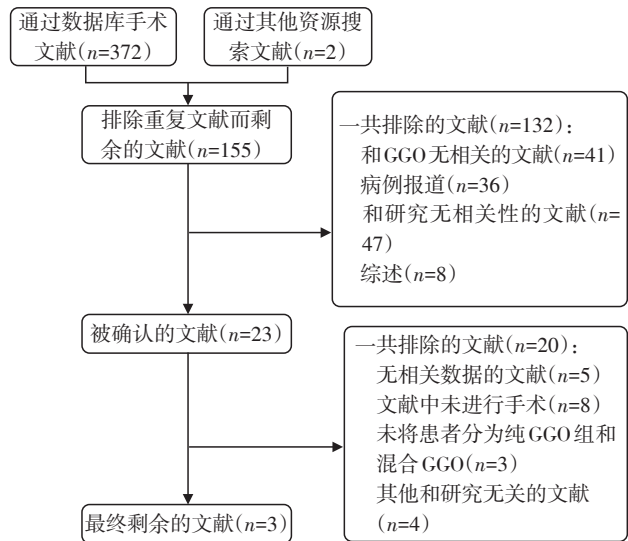 通过数据库手术
文献(n=372)
通过其他资源搜
索文献(n=2)
排除重复文献而剩
余的文献(n=155)
一共排除的文献(n=132)：
和GGO无相关的文献(n=41)
病例报道(n=36)
和研究无相关性的文献(n=
47)
综述(n=8)
被确认的文献(n=23)
一共排除的文献(n=20)：
无相关数据的文献(n=5)
文献中未进行手术(n=8)
未将患者分为纯GGO组和
混合GGO(n=3)
其他和研究无关的文献
(n=4)
最终剩余的文献(n=3)